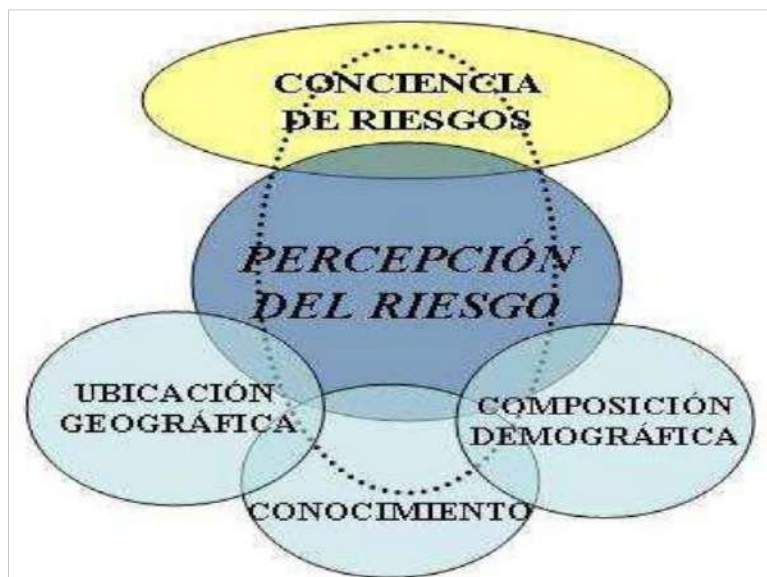 CONCIENCIA
DE RIESGOS
PERCEPCIÓN
DEL RIESGO
UBICACIÓN
GEOGRÁFICA
COMPOSICIÓN
DEMOGRÁFICA
CONOCIMIENTO